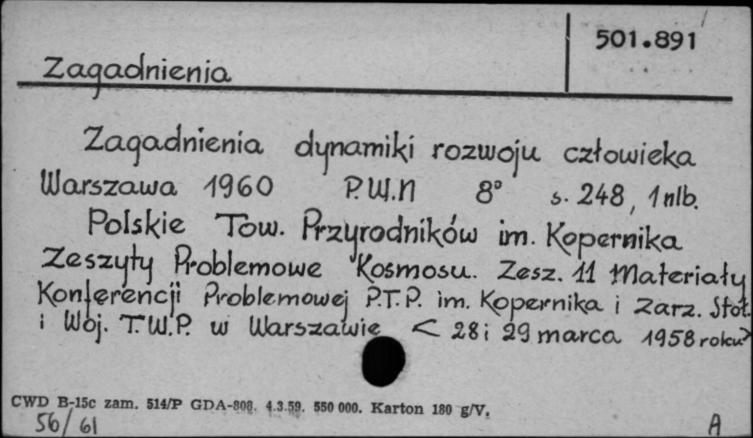 501.891
Zagadnienia
Zagadnienia dynamiki rozwoju człowieka
Warszawa 1960 P.W.N 8° s. 248, 1 nlb.
Polskie Tow. Przyrodników im. Kopernika
Zeszyty Problemowe Kosmosu. Zesz. 11 Materiały
Konferencji Problemowej P.T.P. im. Kopernika i Zarz. Stoł.
i Woj. T.W.P. w Warszawie < 28 i 29 marca 1958 roku>
CWD B-15c zam. 514/P GDA-808. 4.3.59. 550 000. Karton 180 g/V.
56/61 A